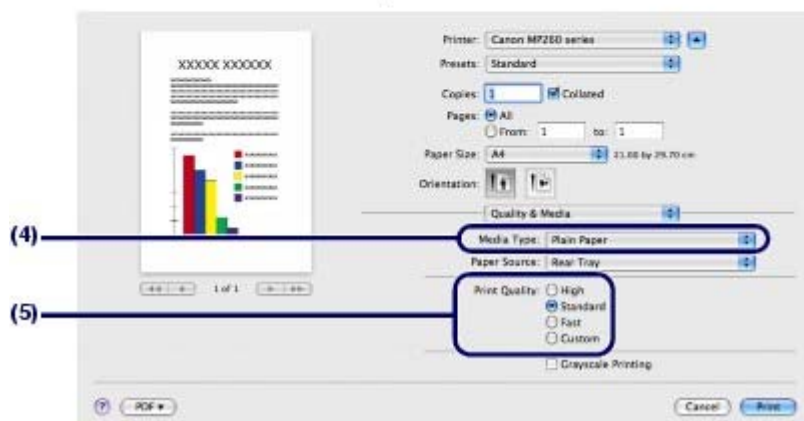 Printer: Canon MP260 series
Presets: Standard
XXXXX XXXXXX
Copies: 1 Collated
Pages: All
From: 1 to: 1
Paper Size: A4 21.00 by 29.70 cm
Orientation:
Quality & Media
(4) Media Type: Plain Paper
Paper Source: Rear Tray
1 of 1
Print Quality: High
(5) Standard
Fast
Custom
Grayscale Printing
? PDF Cancel Print